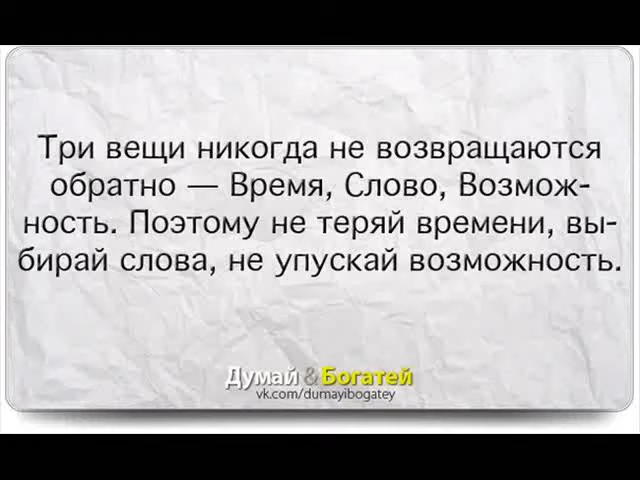 Три вещи никогда не возвращаются
обратно — Время, Слово, Возмож-
ность. Поэтому не теряй времени, вы-
бирай слова, не упускай возможность.
Думай & Богатей
vk.com/dumayibogatey